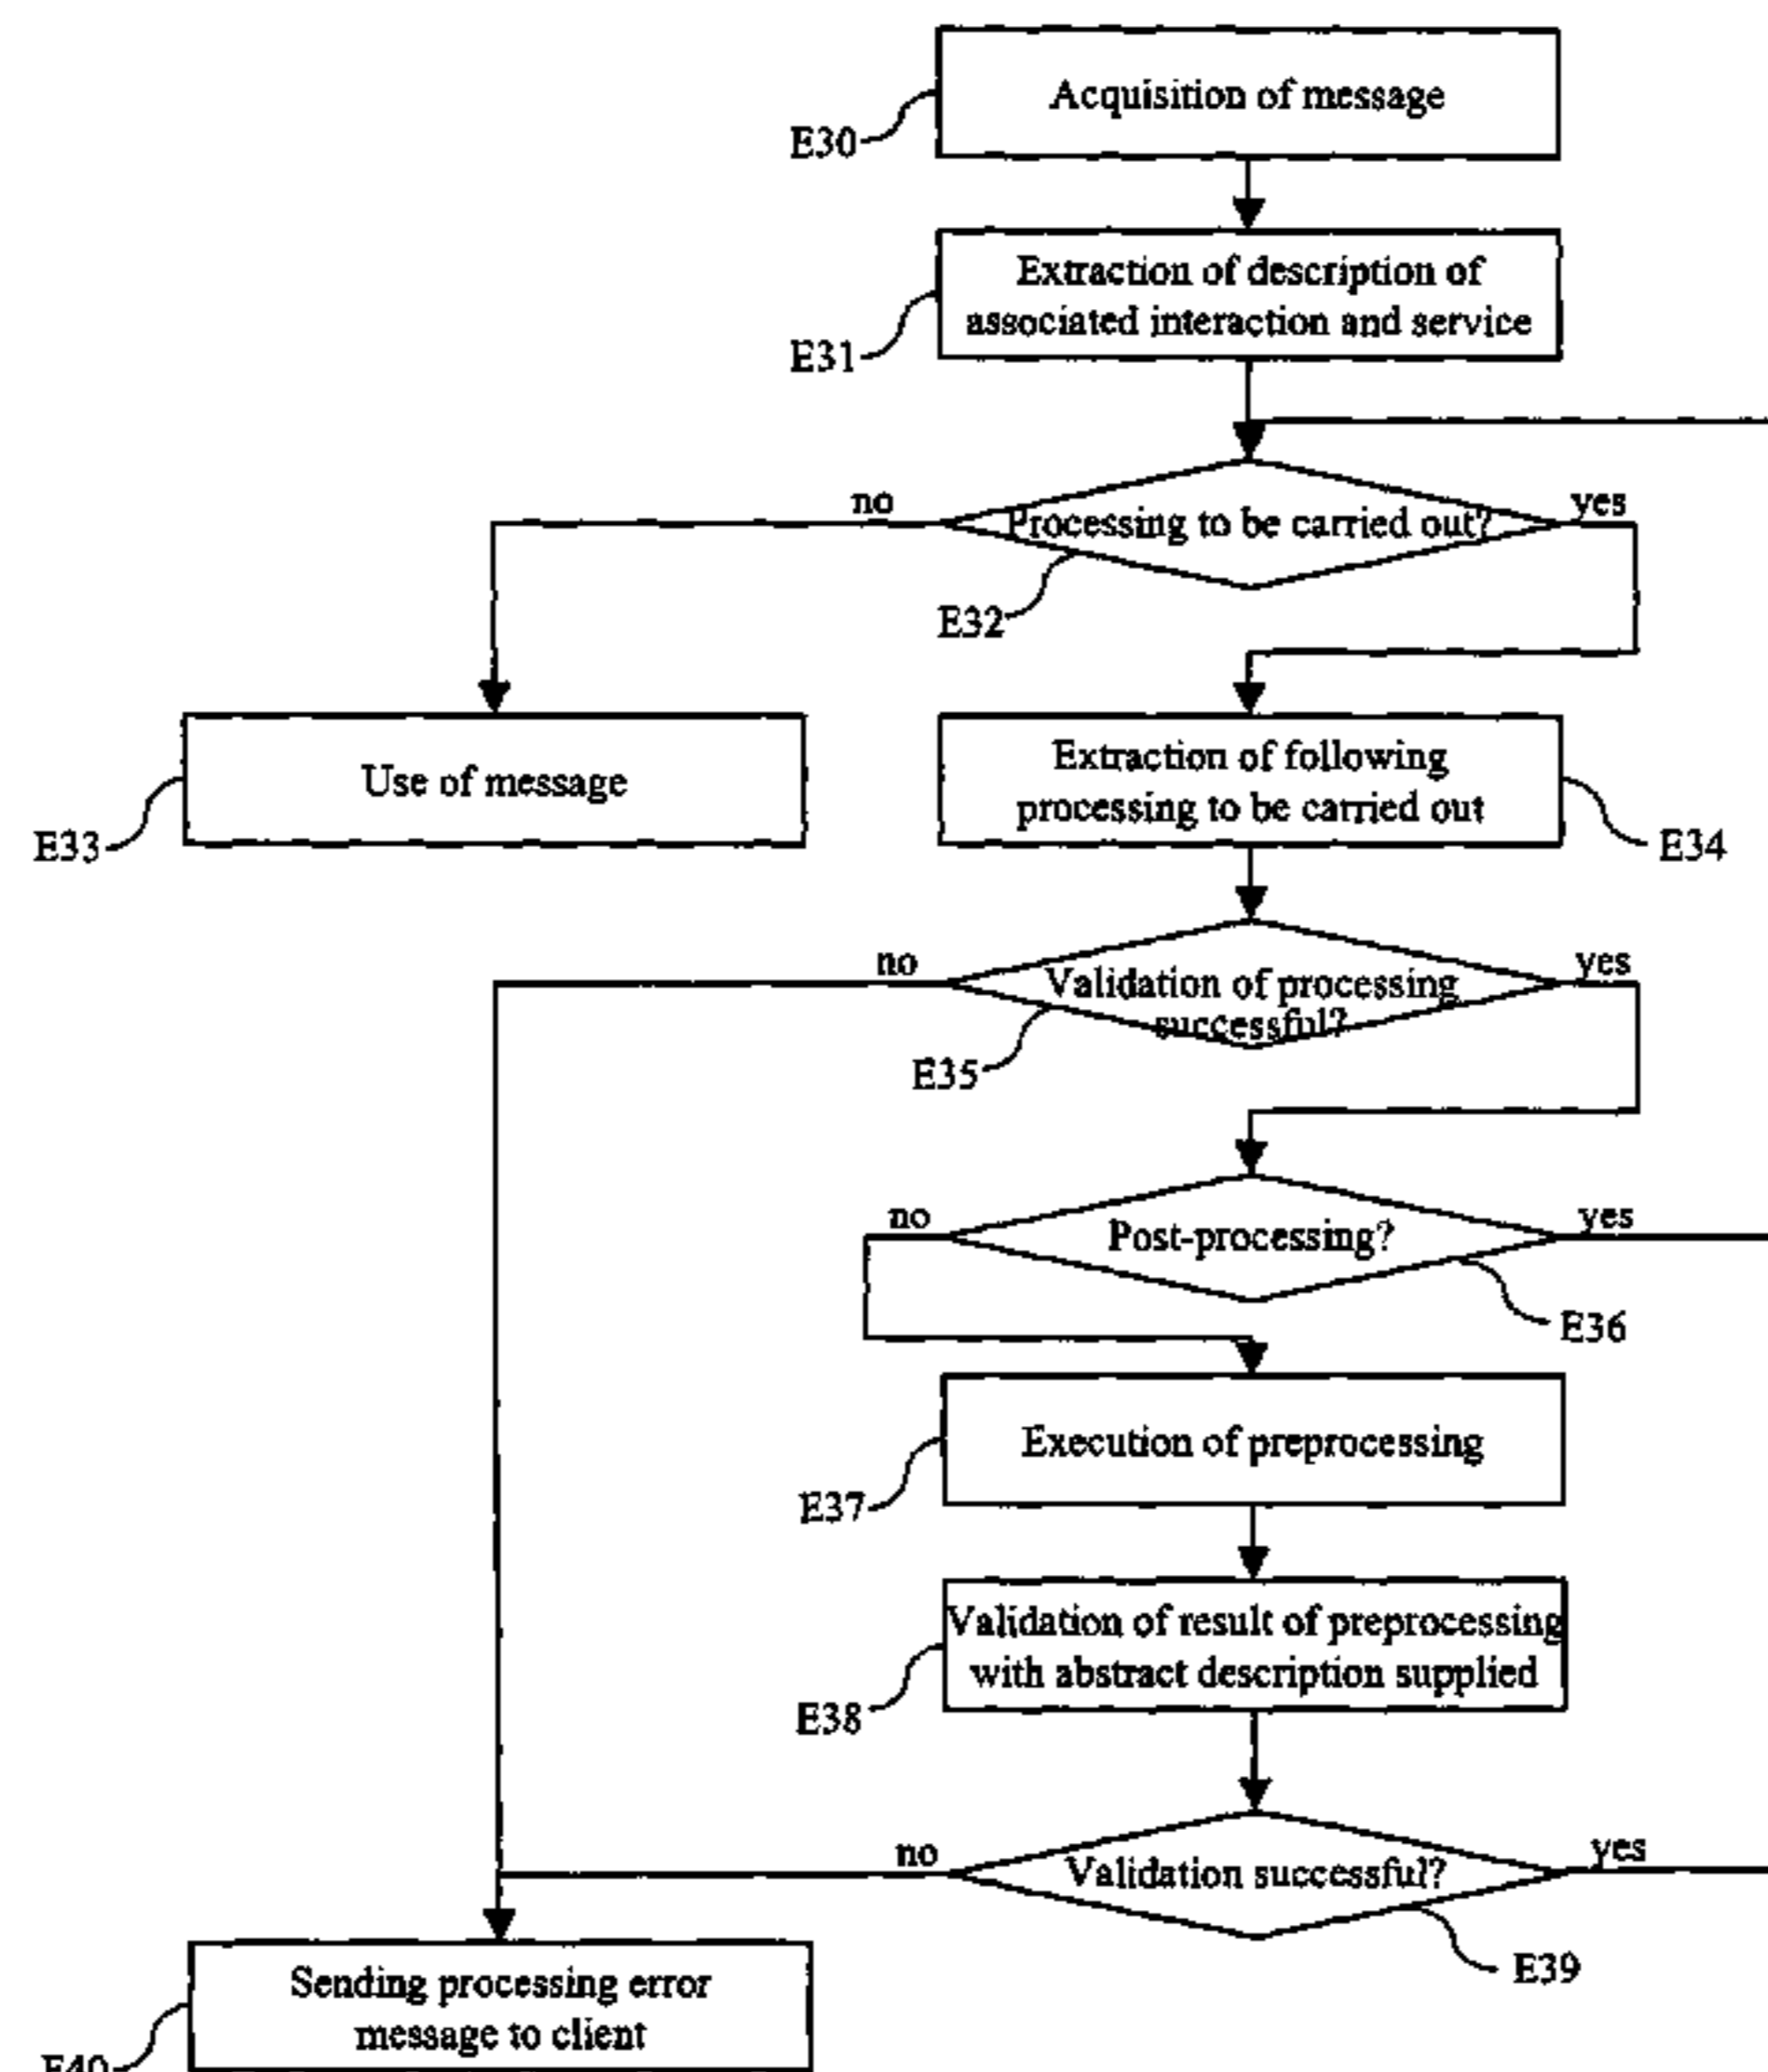 Acquisition of message
E30
Extraction of description of
associated interaction and service
E31
no
yes
Processing to be carried out?
E32
Use of message
E33
Extraction of following
processing to be carried out
E34
no
yes
Validation of processing
successful?
E35
no
yes
Post-processing?
E36
Execution of preprocessing
E37
Validation of result of preprocessing
with abstract description supplied
E38
no
yes
Validation successful?
E39
Sending processing error
message to client
E40